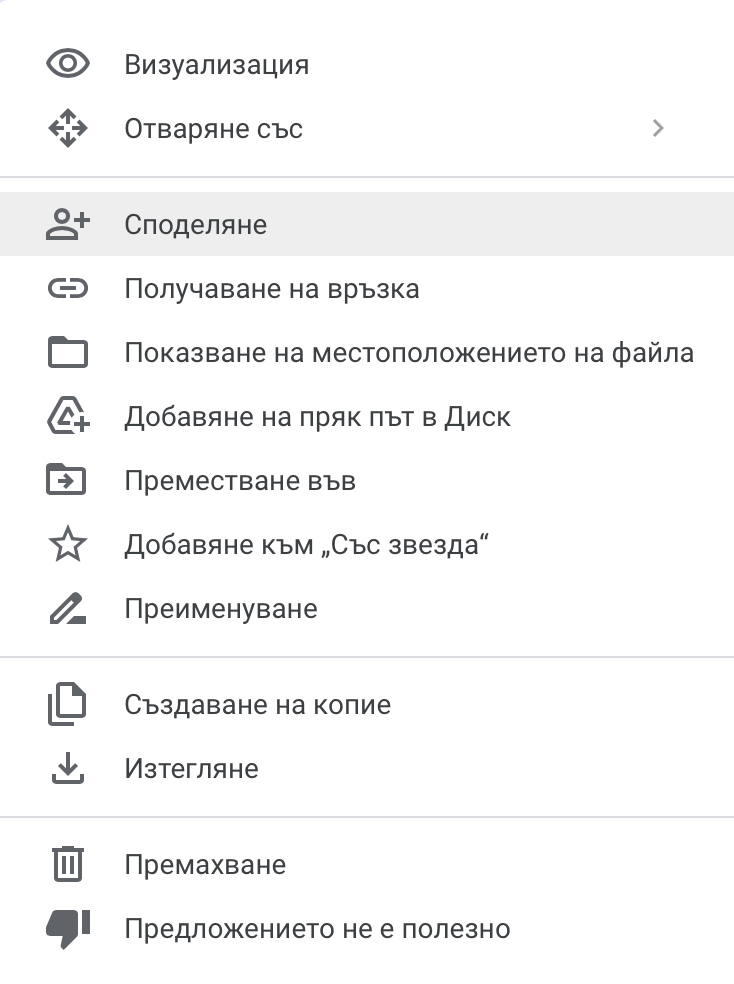 Визуализация
Отваряне със
Споделяне
Получаване на връзка
Показване на местоположението на файла
Добавяне на пряк път в Диск
Преместване във
Добавяне към „Със звезда“
Преименуване
Създаване на копие
Изтегляне
Премахване
Предложението не е полезно